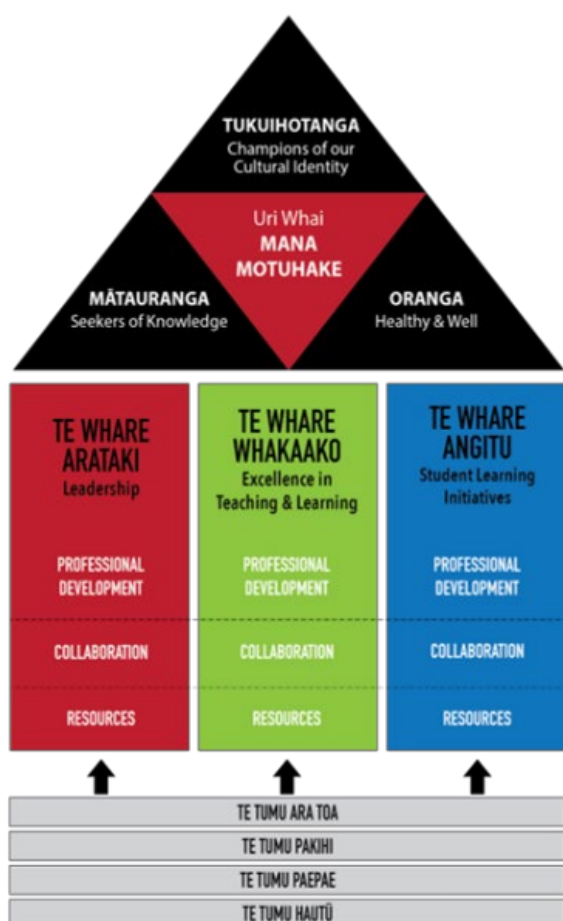 TUKUIHOTANGA
Champions of our
Cultural Identity
Uri Whai
MANA
MOTUHAKE
MĀTAURANGA
Seekers of Knowledge
ORANGA
Healthy & Well
TE WHARE
ARATAKI
Leadership
PROFESSIONAL
DEVELOPMENT
COLLABORATION
RESOURCES
TE WHARE
WHAKAAKO
Excellence in
Teaching & Learning
PROFESSIONAL
DEVELOPMENT
COLLABORATION
RESOURCES
TE WHARE
ANGITU
Student Learning
Initiatives
PROFESSIONAL
DEVELOPMENT
COLLABORATION
RESOURCES
TE TUMU ARA TOA
TE TUMU PAKIHI
TE TUMU PAEPAE
TE TUMU HAUTŪ